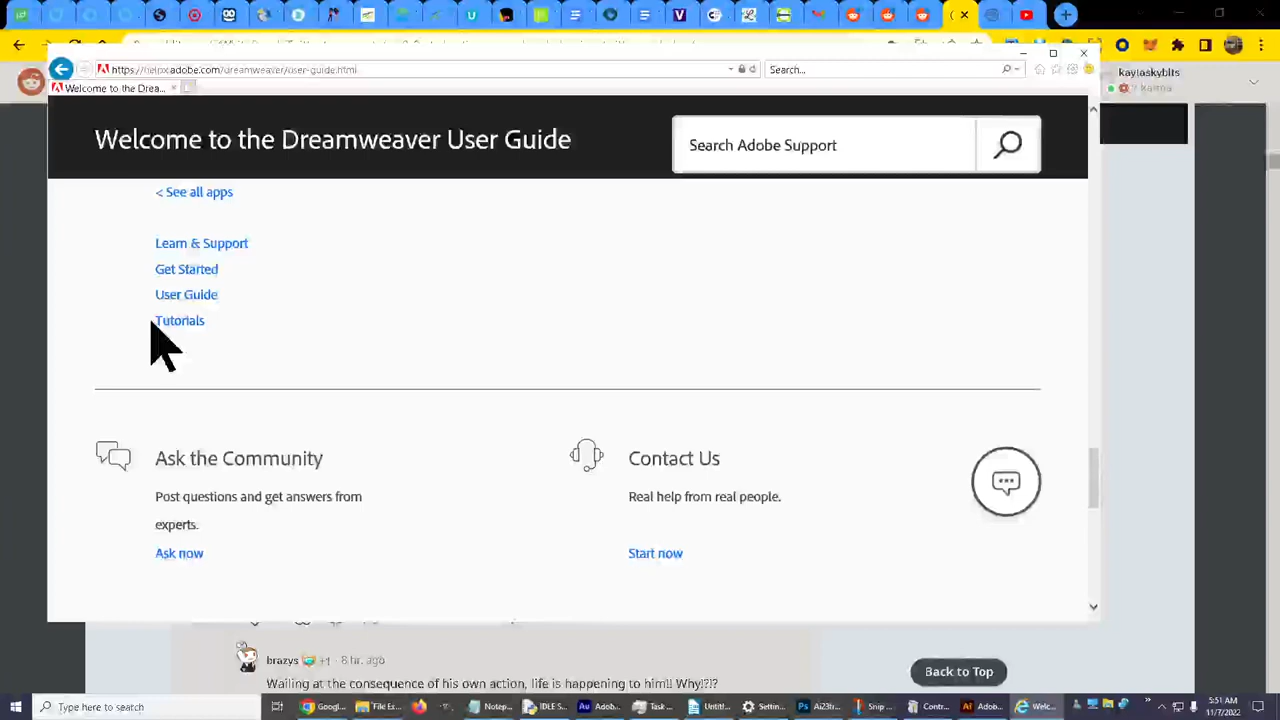 kaylaskybits
https://helpx.adobe.com/dreamweaver/user-guide.html
Search...
Welcome to the Drea...
Welcome to the Dreamweaver User Guide
Search Adobe Support
< See all apps
Learn & Support
Get Started
User Guide
Tutorials
Ask the Community
Contact Us
Post questions and get answers from
experts.
Real help from real people.
Ask now
Start now
brazys +1 · 8 hr. ago
Wailing at the consequence of his own action, life is happening to him!! Why!!?
Back to Top
Type here to search
Googl...
File Ex...
Notep...
IDLE S...
Adob...
Task ...
Untitl...
Settin...
Ai23fr...
Snip ...
Contr...
Adob...
Welc...
5:51 AM
11/7/2022